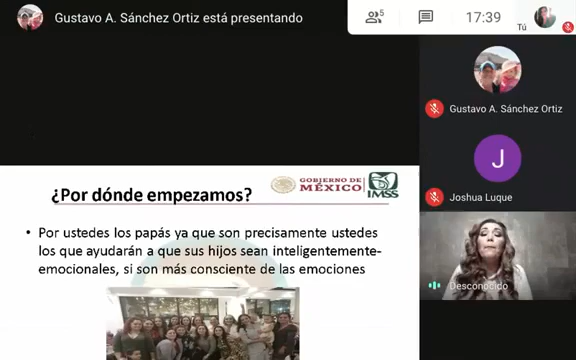 Gustavo A. Sánchez Ortiz está presentando
5
17:39
Tú
Gustavo A. Sánchez Ortiz
J
Joshua Luque
Desconocido
¿Por dónde empezamos?
GOBIERNO DE
MÉXICO
IMSS
• Por ustedes los papás ya que son precisamente ustedes
los que ayudarán a que sus hijos sean inteligentemente-
emocionales, si son más consciente de las emociones